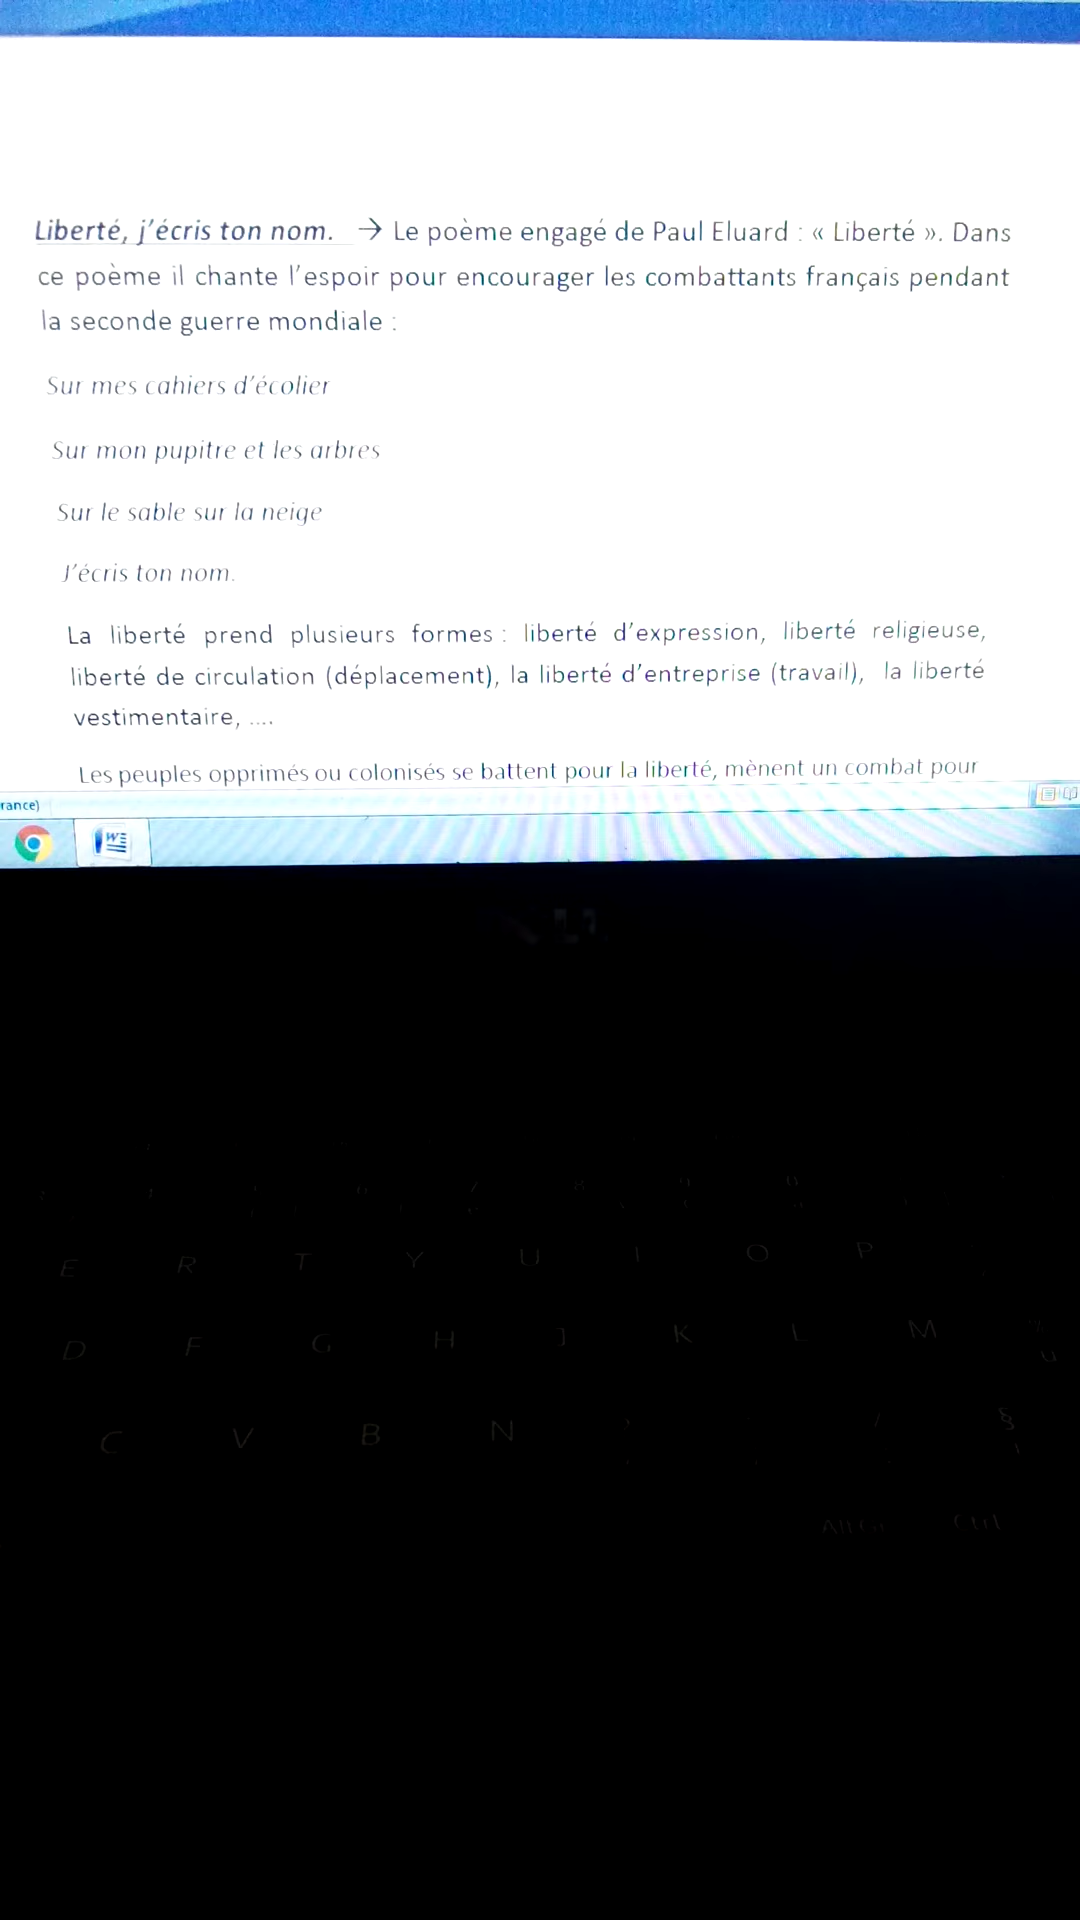 Liberté, j’écris ton nom. → Le poème engagé de Paul Eluard : « Liberté ». Dans
ce poème il chante l’espoir pour encourager les combattants français pendant
la seconde guerre mondiale :
Sur mes cahiers d’écolier
Sur mon pupitre et les arbres
Sur le sable sur la neige
J’écris ton nom.
La liberté prend plusieurs formes : liberté d’expression, liberté religieuse,
liberté de circulation (déplacement), la liberté d’entreprise (travail), la liberté
vestimentaire, ....
Les peuples opprimés ou colonisés se battent pour la liberté, mènent un combat pour
rance)
W
E R T Y U I O P
D F G H J K L M
C V B N
Alt Gr Ctrl